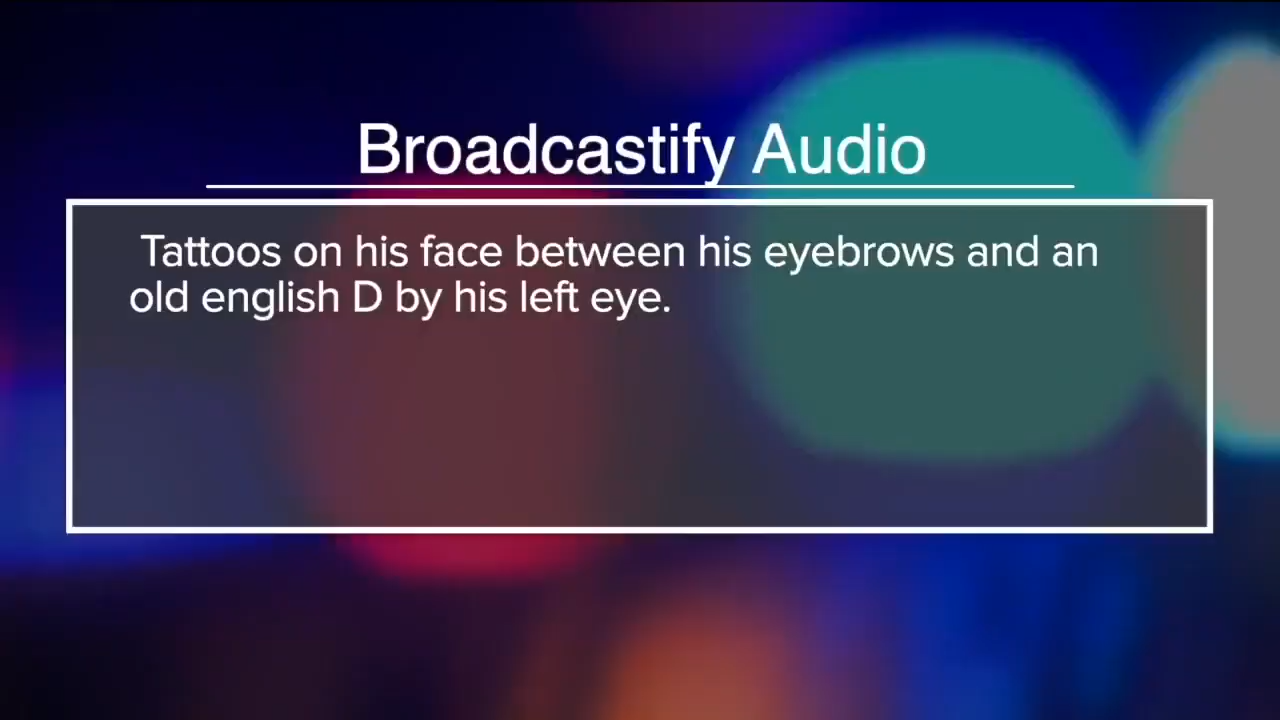 Broadcastify Audio
Tattoos on his face between his eyebrows and an
old english D by his left eye.